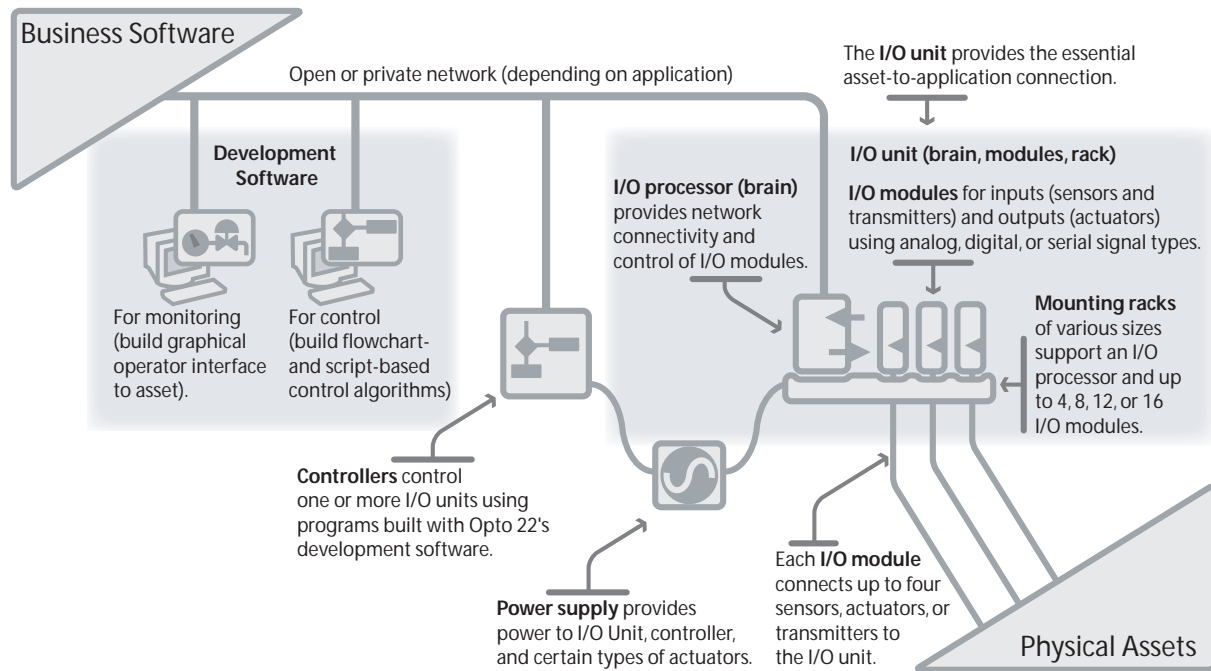 Business Software
Open or private network (depending on application)
The I/O unit provides the essential
asset-to-application connection.
Development
Software
For monitoring
(build graphical
operator interface
to asset).
For control
(build flowchart-
and script-based
control algorithms)
I/O processor (brain)
provides network
connectivity and
control of I/O modules.
I/O unit (brain, modules, rack)
I/O modules for inputs (sensors and
transmitters) and outputs (actuators)
using analog, digital, or serial signal types.
Mounting racks
of various sizes
support an I/O
processor and up
to 4, 8, 12, or 16
I/O modules.
Controllers control
one or more I/O units using
programs built with Opto 22's
development software.
Power supply provides
power to I/O Unit, controller,
and certain types of actuators.
Each I/O module
connects up to four
sensors, actuators, or
transmitters to
the I/O unit.
Physical Assets